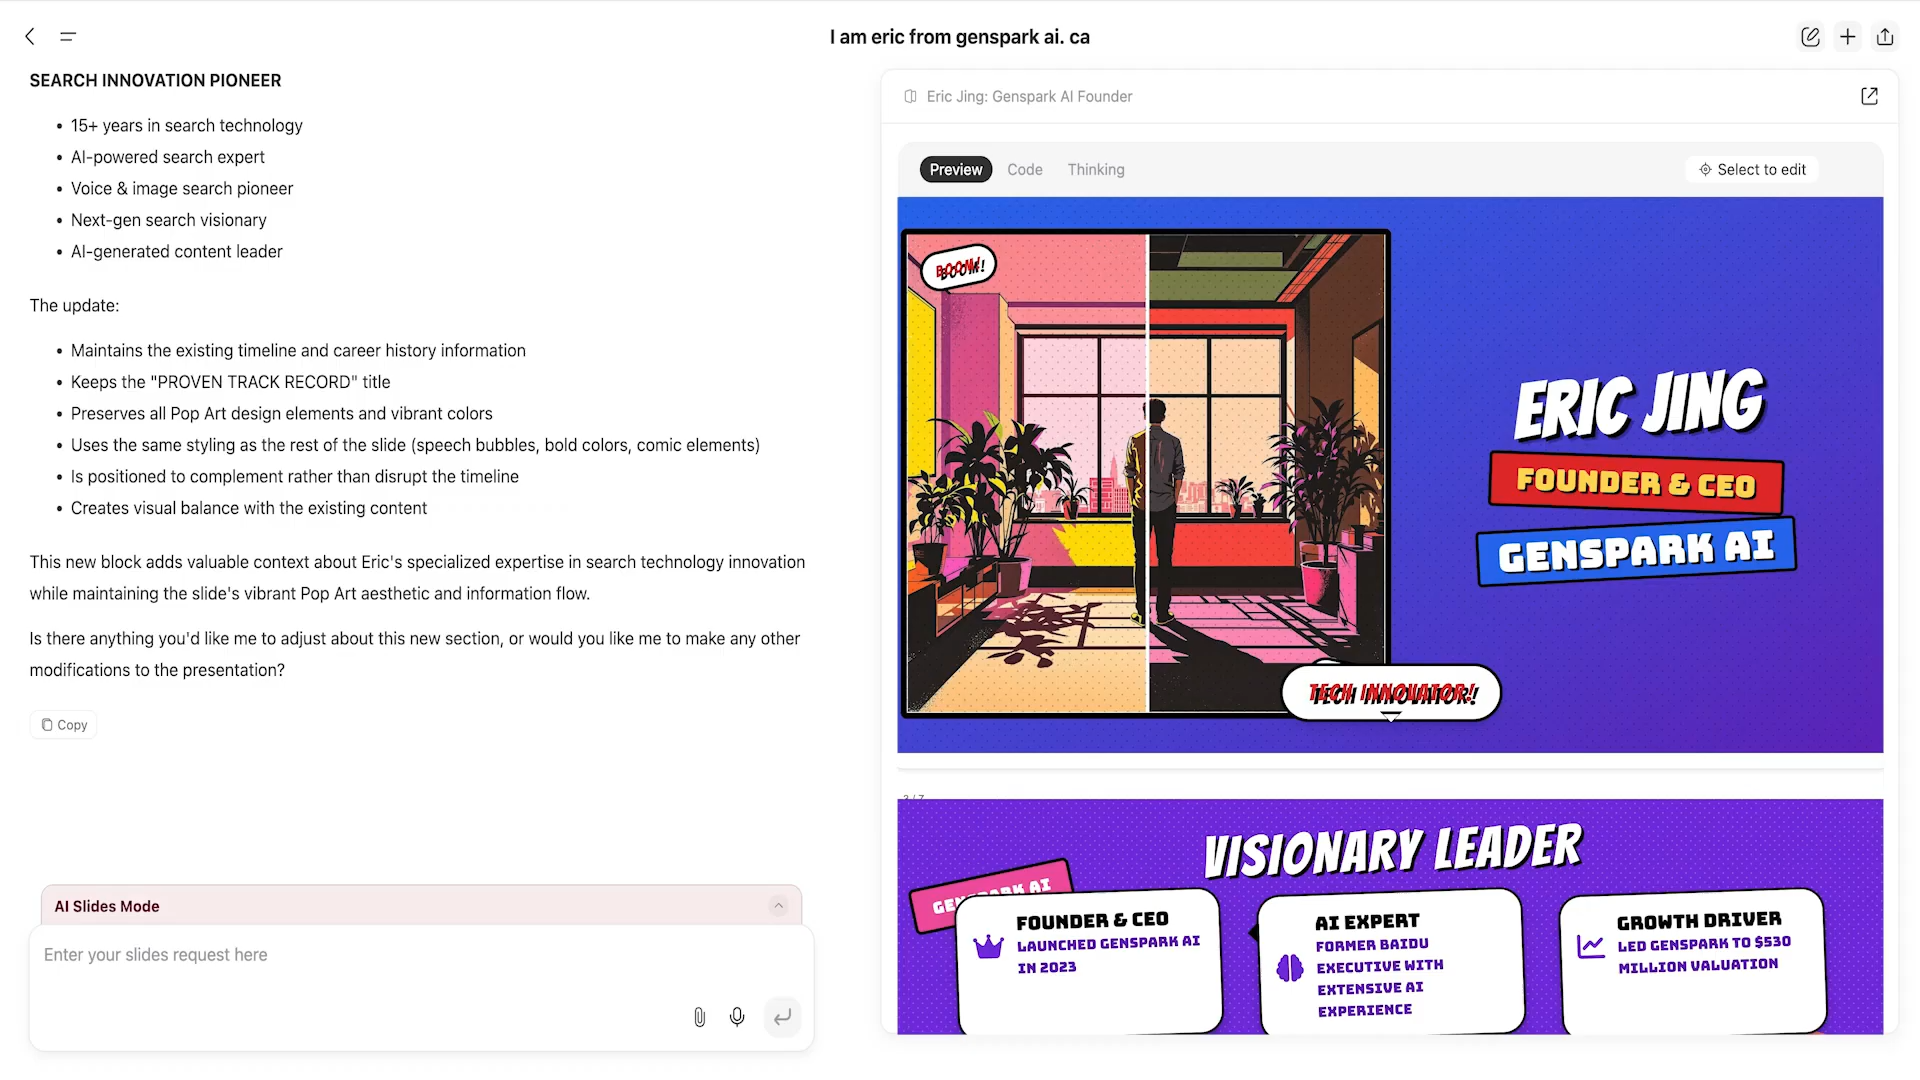 I am eric from genspark ai. ca
SEARCH INNOVATION PIONEER
• 15+ years in search technology
• AI-powered search expert
• Voice & image search pioneer
• Next-gen search visionary
• AI-generated content leader
The update:
• Maintains the existing timeline and career history information
• Keeps the "PROVEN TRACK RECORD" title
• Preserves all Pop Art design elements and vibrant colors
• Uses the same styling as the rest of the slide (speech bubbles, bold colors, comic elements)
• Is positioned to complement rather than disrupt the timeline
• Creates visual balance with the existing content
This new block adds valuable context about Eric's specialized expertise in search technology innovation
while maintaining the slide's vibrant Pop Art aesthetic and information flow.
Is there anything you'd like me to adjust about this new section, or would you like me to make any other
modifications to the presentation?
Copy
AI Slides Mode
Enter your slides request here
Eric Jing: Genspark AI Founder
Preview Code Thinking
Select to edit
BOOM!
ERIC JING
FOUNDER & CEO
GENSPARK AI
TECH INNOVATOR!
VISIONARY LEADER
GENSPARK AI
FOUNDER & CEO
LAUNCHED GENSPARK AI
IN 2023
AI EXPERT
FORMER BAIDU
EXECUTIVE WITH
EXTENSIVE AI
EXPERIENCE
GROWTH DRIVER
LED GENSPARK TO $530
MILLION VALUATION